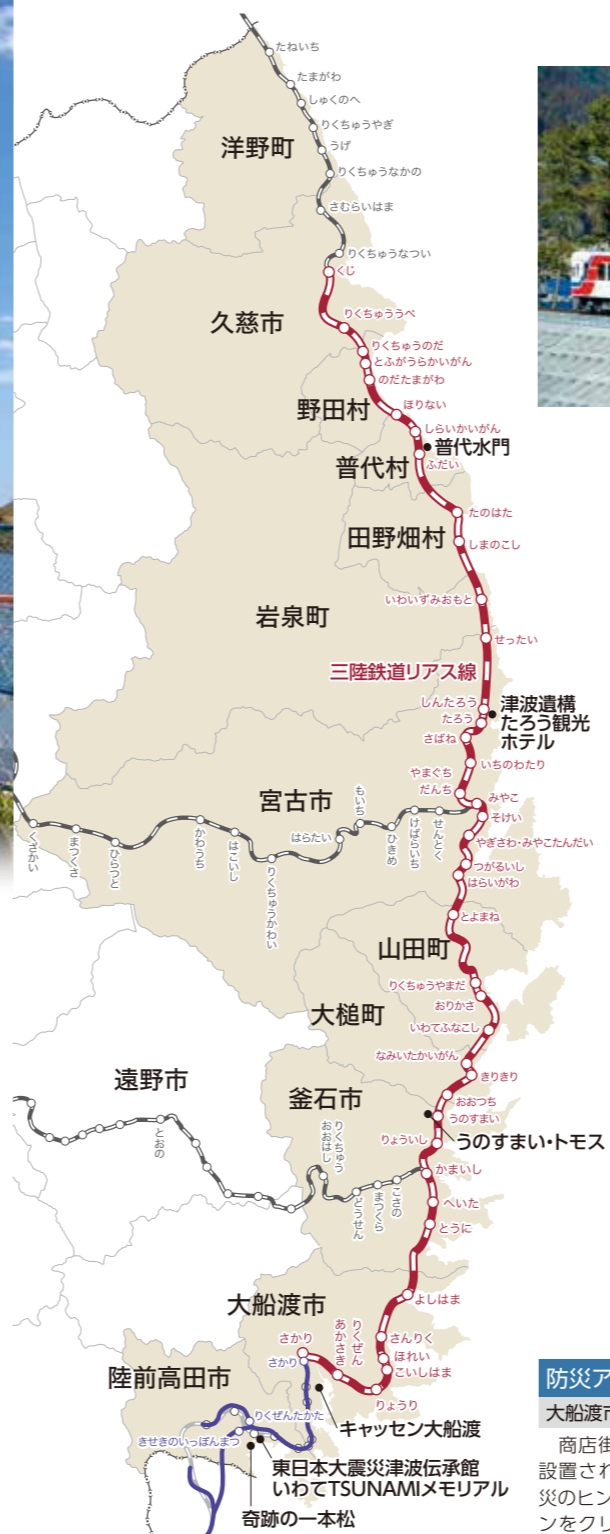 たねいち
たまがわ
しゅくのへ
りくちゅうやぎ
うげ
りくちゅうなかの
さむらいはま
りくちゅうなつい
くじ
りくちゅううべ
りくちゅうのだ
とふがうらかいがん
のだたまがわ
ほりない
しらいかいがん
普代水門
ふだい
たのはた
しまのこし
いわいずみおもと
せったい
三陸鉄道リアス線
しんたろう
たろう
津波遺構
たろう観光
ホテル
さばね
いちのわたり
やまぐち
だんち
みやこ
そけい
やぎさわ・みやこたんだい
つがるいし
はらいがわ
とよまね
りくちゅうやまだ
おりかさ
いわてふなこし
なみいたかいがん
きりきり
おおつち
うのすまい
うのすまい・トモス
りょういし
かまいし
へいた
とうに
よしはま
さんりく
ほれい
こいしはま
りょうり
りくぜん
あかさき
さかり
さかり
洋野町
久慈市
野田村
普代村
田野畑村
岩泉町
宮古市
山田町
大槌町
遠野市
釜石市
大船渡市
陸前高田市
くざかい
まつくさ
ひらつと
かわうち
はこいし
りくちゅうかわい
はらたい
もいち
ひきめ
けばらいち
せんとく
とおの
りくちゅう
おおはし
どうせん
まつくら
こさの
りくぜんたかた
きせきのいっぽんまつ
キャッセン大船渡
東日本大震災津波伝承館
いわてTSUNAMIメモリアル
奇跡の一本松
防災ア
大船渡市
商店街
設置され
災のヒン
ンをクリ